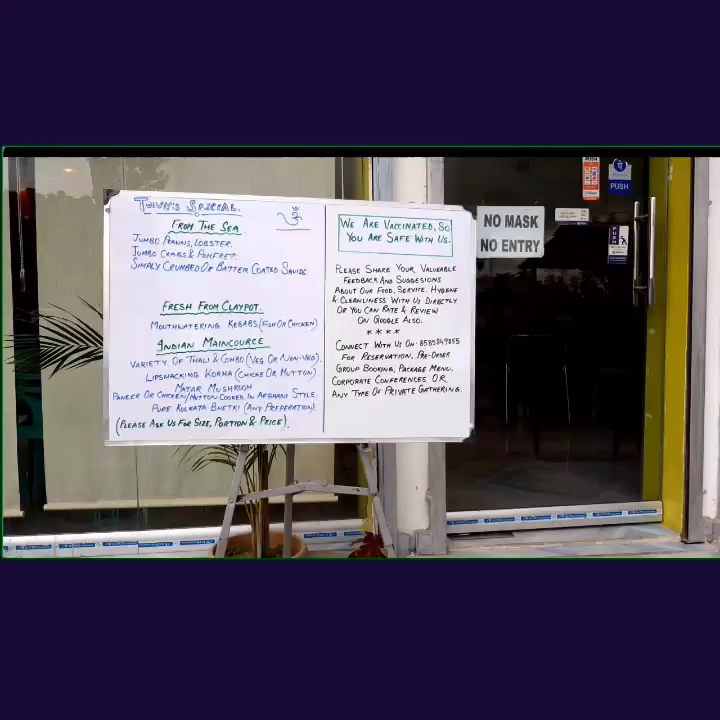 TODAY'S SPECIAL.
ॐ
FROM THE SEA
JUMBO PRAWNS, LOBSTER.
JUMBO CRABS & POMFRET.
SIMPLY CRUMBED OR BATTER COATED SQUIDS.
FRESH FROM CLAYPOT.
MOUTHWATERING KEBABS (FISH OR CHICKEN)
INDIAN MAINCOURCE
VARIETY OF THALI & COMBO (VEG OR NON-VEG)
LIPSMACKING KORMA (CHICKE OR MUTTON)
MATAR MUSHROOM
PANEER OR CHICKEN/MUTTON COOKED IN AFGHANI STYLE.
PURE KOLKATA BHETKI (ANY PREPERATION).
(PLEASE ASK US FOR SIZE, PORTION & PRICE).
WE ARE VACCINATED, SO
YOU ARE SAFE WITH US.
PLEASE SHARE YOUR VALUEABLE
FEEDBACK AND SUGGESIONS
ABOUT OUR FOOD, SERVICE, HYGENE
& CLEANLINESS WITH US DIRECTLY
OR YOU CAN RATE & REVIEW
ON GOOGLE ALSO.
****
CONNECT WITH US ON
FOR RESERVATION, PRE-ORDER
GROUP BOOKING, PACKAGE MENU,
CORPORATE CONFERENCES OR
ANY TYPE OF PRIVATE GATHERING.
NO MASK
NO ENTRY
PUSH
PUSH
PUSH